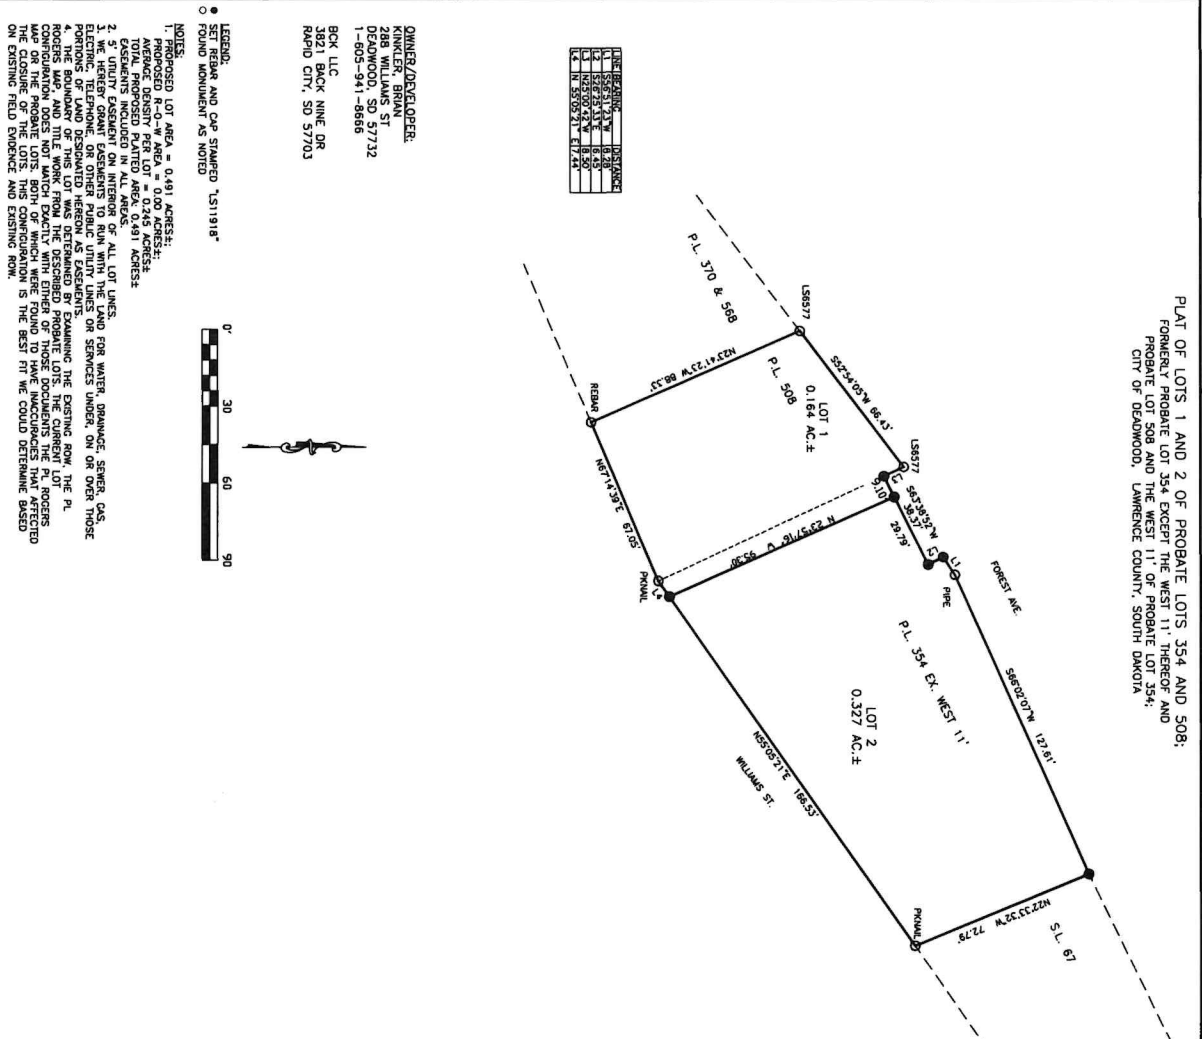 PLAT OF LOTS 1 AND 2 OF PROBATE LOTS 354 AND 508;
FORMERLY PROBATE LOT 354 EXCEPT THE WEST 11' THEREOF AND
PROBATE LOT 508 AND THE WEST 11' OF PROBATE LOT 354;
CITY OF DEADWOOD, LAWRENCE COUNTY, SOUTH DAKOTA
FOREST AVE.
S66°02'07"W 127.61'
S.L. 67
N22°33'32"W 72.79'
LS6577
S63°38'52"W
38.37'
L1
PIPE
L2
L3
9.10'
29.79'
P.L. 354 EX. WEST 11'
LOT 2
0.327 AC.±
PKNAIL
LS6577
S52°54'05"W 66.43'
LOT 1
0.164 AC.±
P.L. 508
P.L. 370 & 568
N23°41'23"W 88.33'
N 23°57'16" W
95.30'
REBAR
N67°14'39"E 67.05'
PKNAIL
L4
N55°05'21"E 166.53'
WILLIAMS ST.
LINE BEARING DISTANCE
L1 S56°51'23"W 8.28'
L2 S26°25'33"E 6.45'
L3 N25°00'42"W 8.50'
L4 N 55°05'21" E 7.44'
OWNER/DEVELOPER:
KINKLER, BRIAN
288 WILLIAMS ST
DEADWOOD, SD 57732
1-605-941-8666
BCK LLC
3821 BACK NINE DR
RAPID CITY, SD 57703
0' 30 60 90
LEGEND:
SET REBAR AND CAP STAMPED "LS11918"
FOUND MONUMENT AS NOTED
NOTES:
1. PROPOSED LOT AREA = 0.491 ACRES±;
PROPOSED R-O-W AREA = 0.00 ACRES±;
AVERAGE DENSITY PER LOT = 0.245 ACRES±
TOTAL PROPOSED PLATTED AREA: 0.491 ACRES±
EASEMENTS INCLUDED IN ALL AREAS.
2. 5' UTILITY EASEMENT ON INTERIOR OF ALL LOT LINES.
3. WE HEREBY GRANT EASEMENTS TO RUN WITH THE LAND FOR WATER, DRAINAGE, SEWER, GAS,
ELECTRIC, TELEPHONE, OR OTHER PUBLIC UTILITY LINES OR SERVICES UNDER, ON OR OVER THOSE
PORTIONS OF LAND DESIGNATED HEREON AS EASEMENTS.
4. THE BOUNDARY OF THIS LOT WAS DETERMINED BY EXAMINING THE EXISTING ROW, THE PL
ROGERS MAP, AND TITLE WORK FROM THE DESCRIBED PROBATE LOTS. THE CURRENT LOT
CONFIGURATION DOES NOT MATCH EXACTLY WITH EITHER OF THOSE DOCUMENTS THE PL ROGERS
MAP OR THE PROBATE LOTS. BOTH OF WHICH WERE FOUND TO HAVE INACCURACIES THAT AFFECTED
THE CLOSURE OF THE LOTS. THIS CONFIGURATION IS THE BEST FIT WE COULD DETERMINE BASED
ON EXISTING FIELD EVIDENCE AND EXISTING ROW.